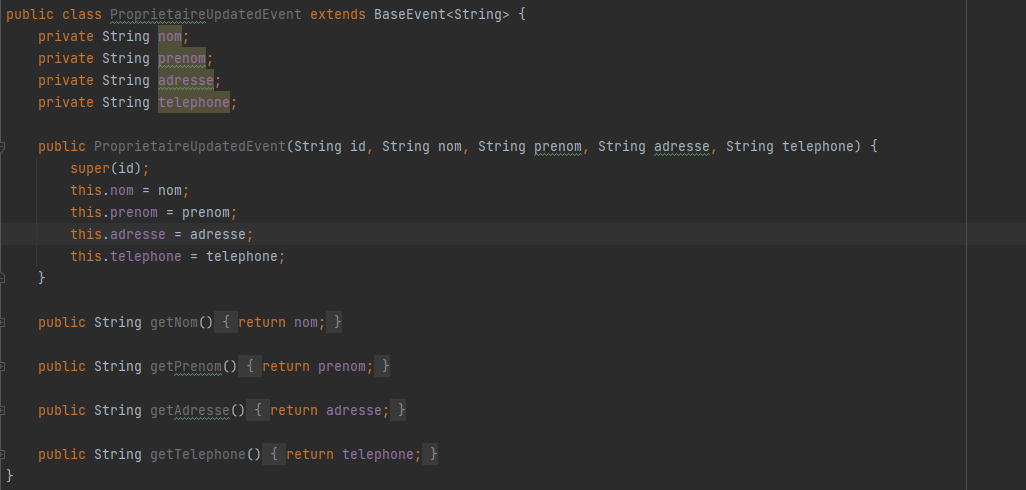 public class ProprietaireUpdatedEvent extends BaseEvent<String> {
    private String nom;
    private String prenom;
    private String adresse;
    private String telephone;
    public ProprietaireUpdatedEvent(String id, String nom, String prenom, String adresse, String telephone) {
        super(id);
        this.nom = nom;
        this.prenom = prenom;
        this.adresse = adresse;
        this.telephone = telephone;
    }
    public String getNom() { return nom; }
    public String getPrenom() { return prenom; }
    public String getAdresse() { return adresse; }
    public String getTelephone() { return telephone; }
}